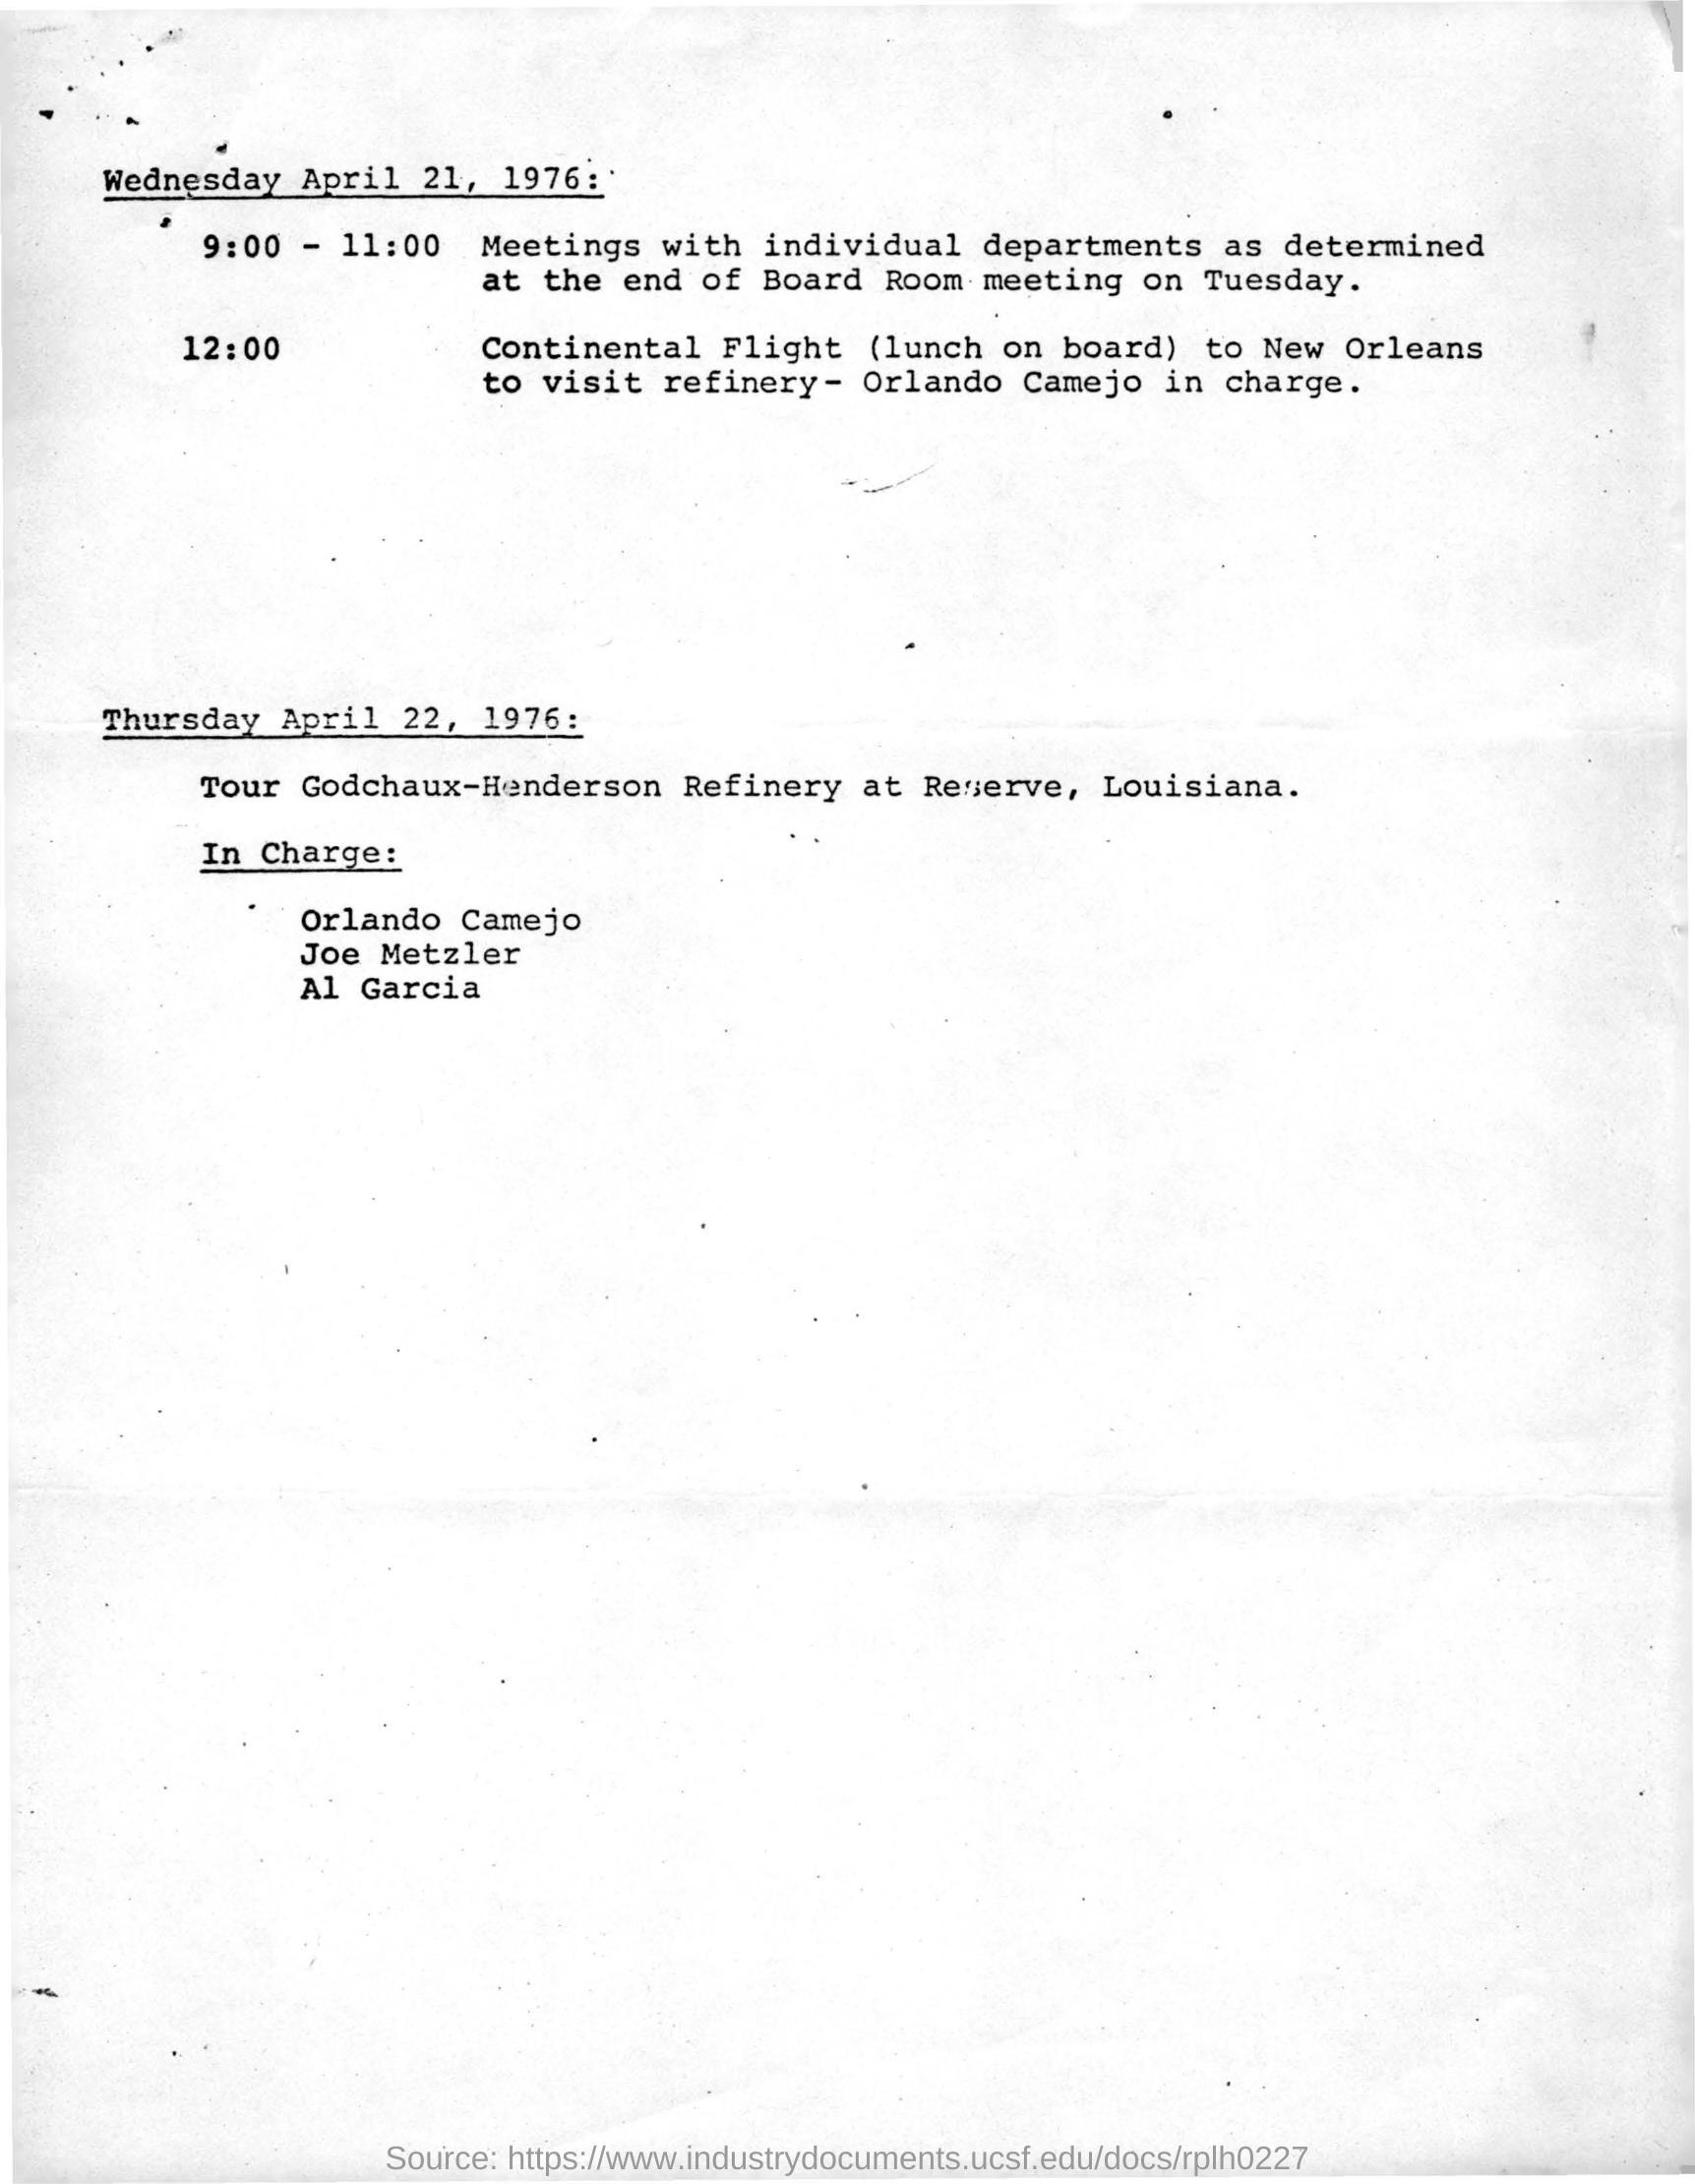 Wednesday April 21, 1976:
9:00 - 11:00 Meetings with individual departments as determined
at the end of Board Room meeting on Tuesday.
12:00 Continental Flight (lunch on board) to New Orleans
to visit refinery- Orlando Camejo in charge.
Thursday April 22, 1976:
Tour Godchaux-Henderson Refinery at Reserve, Louisiana.
In Charge:
Orlando Camejo
Joe Metzler
Al Garcia
Source: https://www.industrydocuments.ucsf.edu/docs/rplh0227